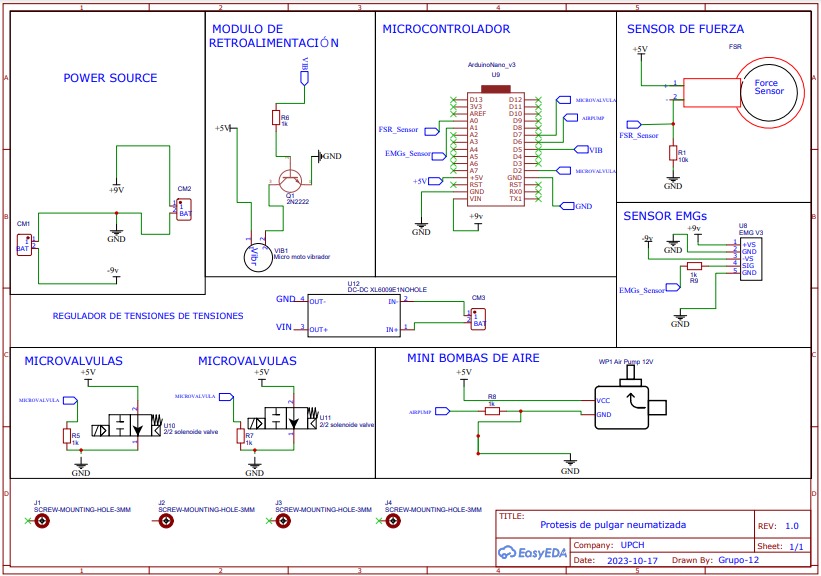 1 2 3 4 5
A
B
C
D
A
B
C
D
POWER SOURCE
+9V
CM2
BAT
CM1
BAT
GND
-9v
MODULO DE
RETROALIMENTACIÓN
VIB
R6
1k
+5V
GND
Q1
2N2222
VIB1
Micro moto vibrador
Vibr
MICROCONTROLADOR
ArduinoNano_v3
U9
D13
3V3
AREF
A0
A1
A2
A3
A4
A5
A6
A7
+5V
RST
GND
VIN
D12
D11
D10
D9
D8
D7
D6
D5
D4
D3
D2
GND
RST
RX0
TX1
FSR_Sensor
EMGs_Sensor
+5V
GND
+9v
MICROVALVULA
AIRPUMP
VIB
MICROVALVULA
GND
SENSOR DE FUERZA
+5V
FSR
Force
Sensor
1
2
FSR_Sensor
R1
10k
GND
SENSOR EMGs
-9v
+9v
GND
U8
EMG V3
1 +VS
2 GND
3 -VS
4 SIG
5 GND
1k
R9
EMGs_Sensor
GND
REGULADOR DE TENSIONES DE TENSIONES
U12
DC-DC XL6009E1NOHOLE
GND 4 OUT- IN- 2
VIN 3 OUT+ IN+ 1
CM3
BAT
MICROVALVULAS
+5V
MICROVALVULA
R5
1k
2
1
U10
2/2 solenoide valve
GND
MICROVALVULAS
+5V
MICROVALVULA
R7
1k
2
1
U11
2/2 solenoide valve
GND
MINI BOMBAS DE AIRE
+5V
WP1 Air Pump 12V
R8
1k
AIRPUMP
VCC
GND
GND
J1
SCREW-MOUNTING-HOLE-3MM
J2
SCREW-MOUNTING-HOLE-3MM
J3
SCREW-MOUNTING-HOLE-3MM
J4
SCREW-MOUNTING-HOLE-3MM
TITLE:
Protesis de pulgar neumatizada
REV: 1.0
EasyEDA
Company: UPCH
Sheet: 1/1
Date: 2023-10-17 Drawn By: Grupo-12
1 2 3 4 5